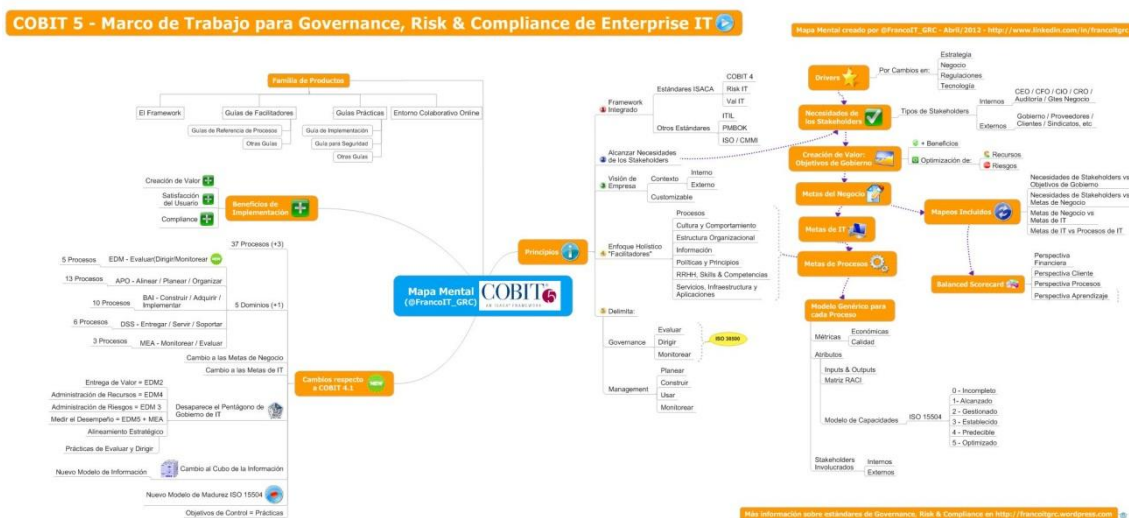 COBIT 5 - Marco de Trabajo para Governance, Risk & Compliance de Enterprise IT
Mapa Mental creado por @FrancoIT_GRC - Abril/2012 - http://www.linkedin.com/in/francoitgrc
Familia de Productos
El Framework
Guías de Facilitadores
Guías de Referencia de Procesos
Otras Guías
Guías Prácticas
Guía de Implementación
Guía para Seguridad
Otras Guías
Entorno Colaborativo Online
Creación de Valor
Satisfacción
del Usuario
Compliance
Beneficios de
Implementación
37 Procesos (+3)
5 Procesos
EDM - Evaluar/Dirigir/Monitorear
13 Procesos
APO - Alinear / Planear / Organizar
10 Procesos
BAI - Construir / Adquirir /
Implementar
5 Dominios (+1)
6 Procesos
DSS - Entregar / Servir / Soportar
3 Procesos
MEA - Monitorear / Evaluar
Cambio a las Metas de Negocio
Cambio a las Metas de IT
Cambios respecto
a COBIT 4.1
NEW
Entrega de Valor = EDM2
Administración de Recursos = EDM4
Administración de Riesgos = EDM 3
Medir el Desempeño = EDM5 + MEA
Alineamiento Estratégico
Prácticas de Evaluar y Dirigir
Desaparece el Pentágono de
Gobierno de IT
Nuevo Modelo de Información
Cambio al Cubo de la Información
Nuevo Modelo de Madurez ISO 15504
Objetivos de Control = Prácticas
Mapa Mental
(@FrancoIT_GRC)
COBIT 5
Principios
Framework
Integrado
Estándares ISACA
COBIT 4
Risk IT
Val IT
Otros Estándares
ITIL
PMBOK
ISO / CMMI
Alcanzar Necesidades
de los Stakeholders
Visión de
Empresa
Contexto
Interno
Externo
Customizable
Enfoque Holístico
"Facilitadores"
Procesos
Cultura y Comportamiento
Estructura Organizacional
Información
Políticas y Principios
RRHH, Skills & Competencias
Servicios, Infraestructura y
Aplicaciones
Delimita:
Governance
Evaluar
Dirigir
Monitorear
ISO 38500
Management
Planear
Construir
Usar
Monitorear
Drivers
Por Cambios en:
Estrategia
Negocio
Regulaciones
Tecnología
Necesidades de
los Stakeholders
Tipos de Stakeholders
Internos
CEO / CFO / CIO / CRO /
Auditoría / Gtes Negocio
Externos
Gobierno / Proveedores /
Clientes / Sindicatos, etc
Creación de Valor:
Objetivos de Gobierno
+ Beneficios
Optimización de:
Recursos
Riesgos
Metas del Negocio
Mapeos Incluídos
Necesidades de Stakeholders vs
Objetivos de Gobierno
Necesidades de Stakeholders vs
Metas de Negocio
Metas de Negocio vs
Metas de IT
Metas de IT vs Procesos de IT
Metas de IT
Metas de Procesos
Balanced Scorecard
Perspectiva
Financiera
Perspectiva Cliente
Perspectiva Procesos
Perspectiva Aprendizaje
Modelo Genérico para
cada Proceso
Métricas
Económicas
Calidad
Atributos
Inputs & Outputs
Matriz RACI
Modelo de Capacidades
ISO 15504
0 - Incompleto
1- Alcanzado
2 - Gestionado
3 - Establecido
4 - Predecible
5 - Optimizado
Stakeholders
Involucrados
Internos
Externos
Más información sobre estándares de Governance, Risk & Compliance en http://francoitgrc.wordpress.com